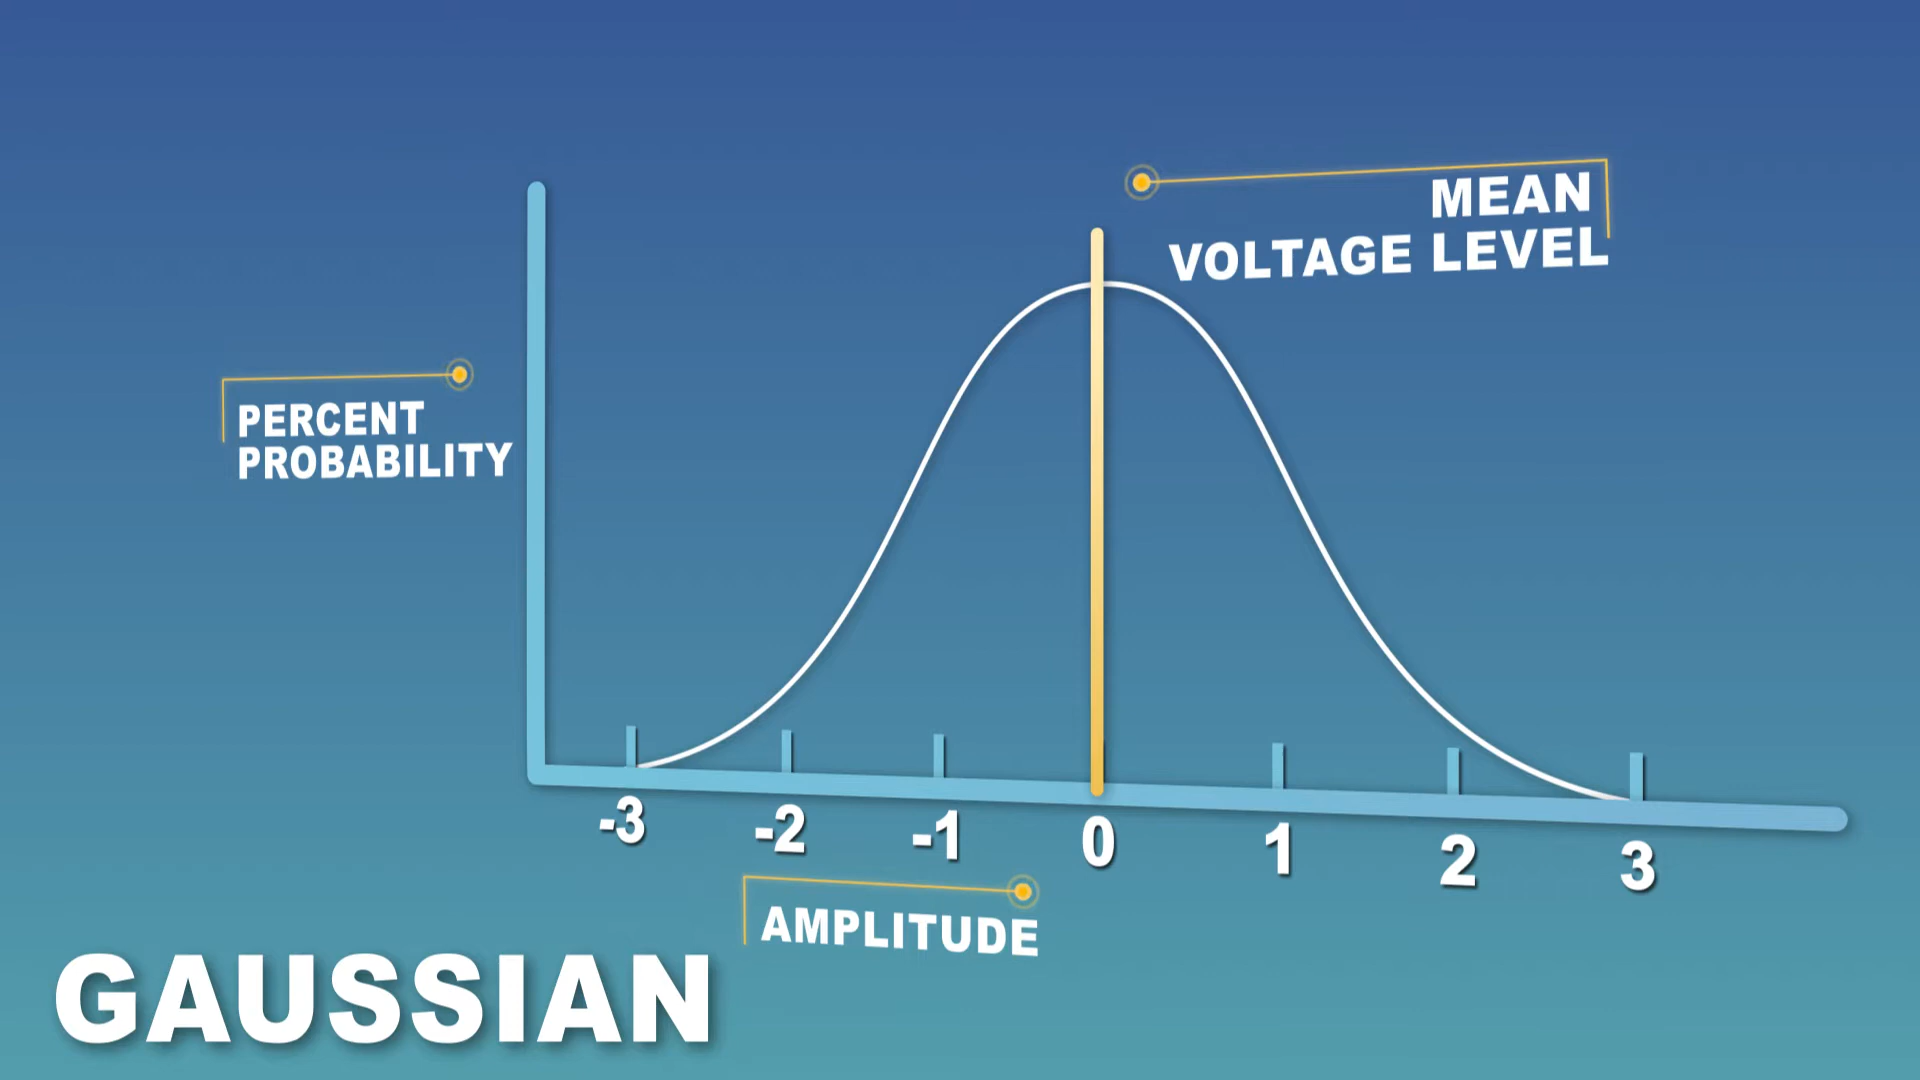 MEAN
VOLTAGE LEVEL
PERCENT
PROBABILITY
-3 -2 -1 0 1 2 3
AMPLITUDE
GAUSSIAN